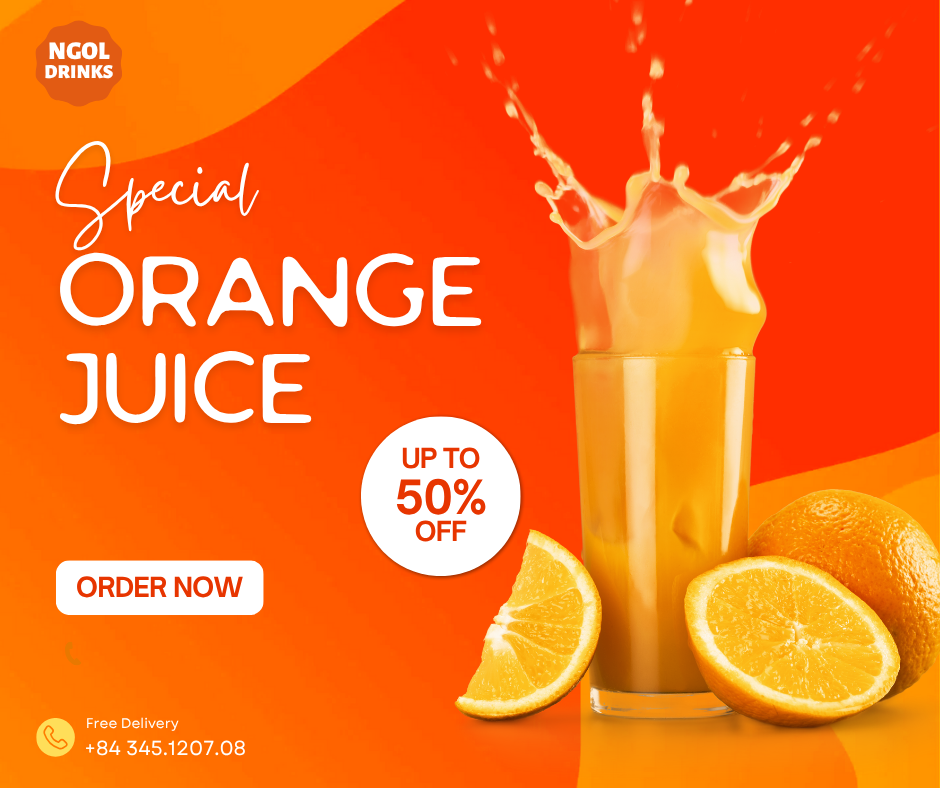 NGOL
DRINKS
Special
ORANGE
JUICE
UP TO
50%
OFF
ORDER NOW
Free Delivery
+84 345.1207.08